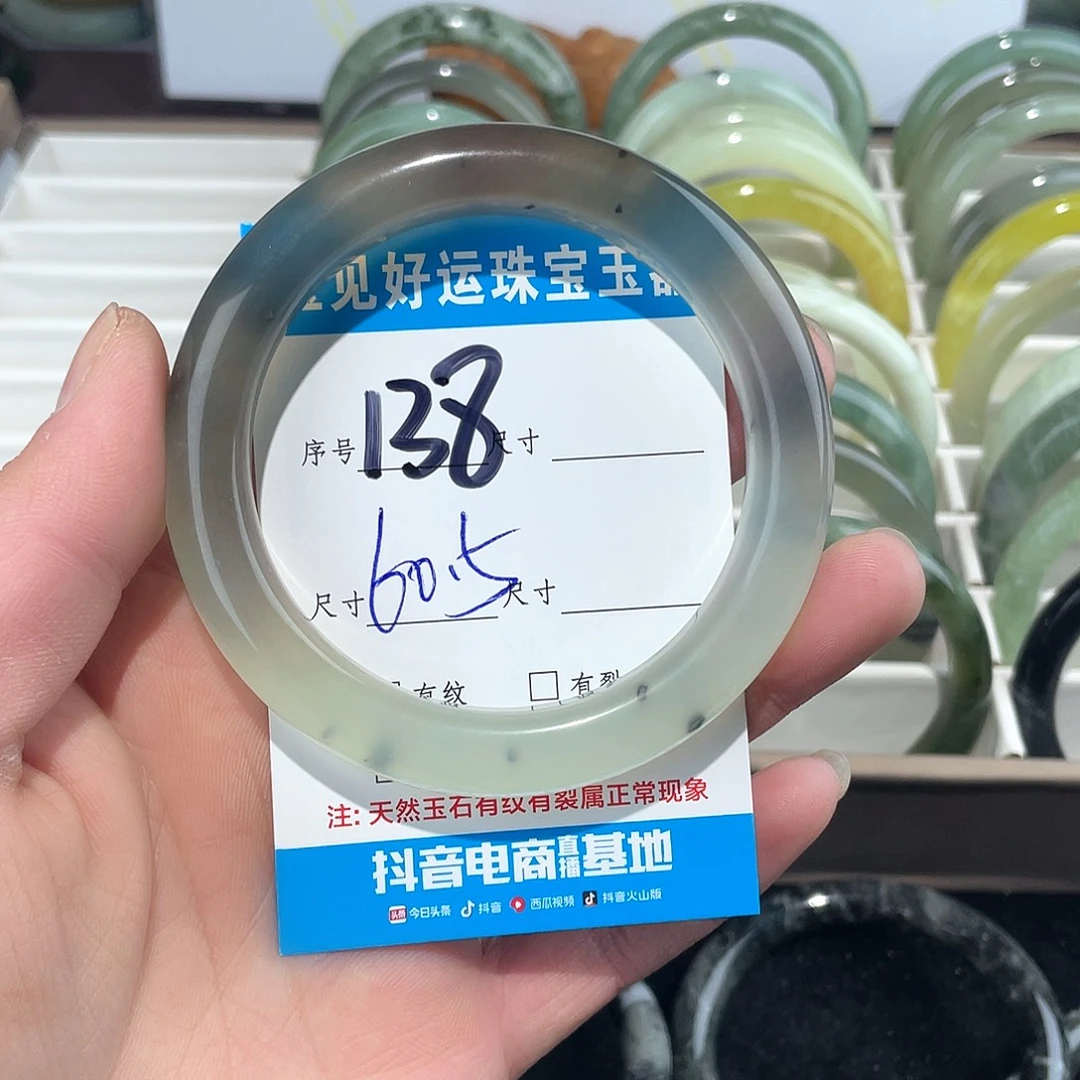 见好运珠宝玉
序号 138 尺寸
尺寸 60.5 尺寸
有纹 有裂
注: 天然玉石有纹有裂属正常现象
抖音电商直播基地
头条 今日头条 抖音 西瓜视频 抖音火山版